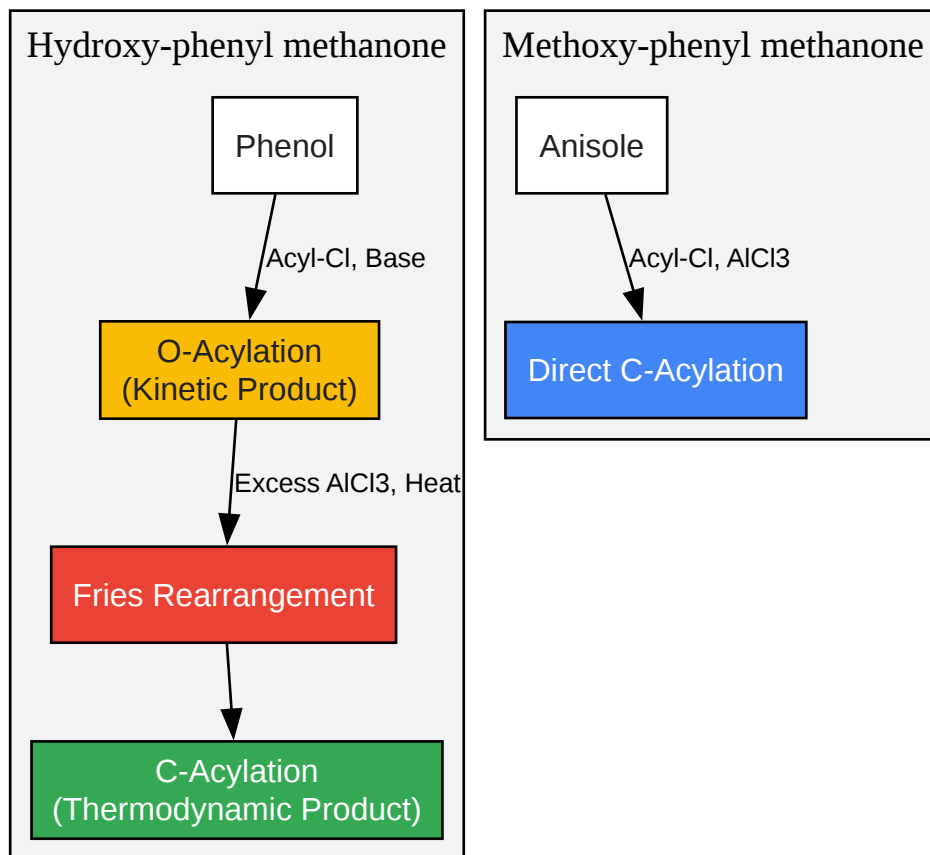 Hydroxy-phenyl methanone
Phenol
Acyl-Cl, Base
O-Acylation
(Kinetic Product)
Excess AlCl3, Heat
Fries Rearrangement
C-Acylation
(Thermodynamic Product)
Methoxy-phenyl methanone
Anisole
Acyl-Cl, AlCl3
Direct C-Acylation